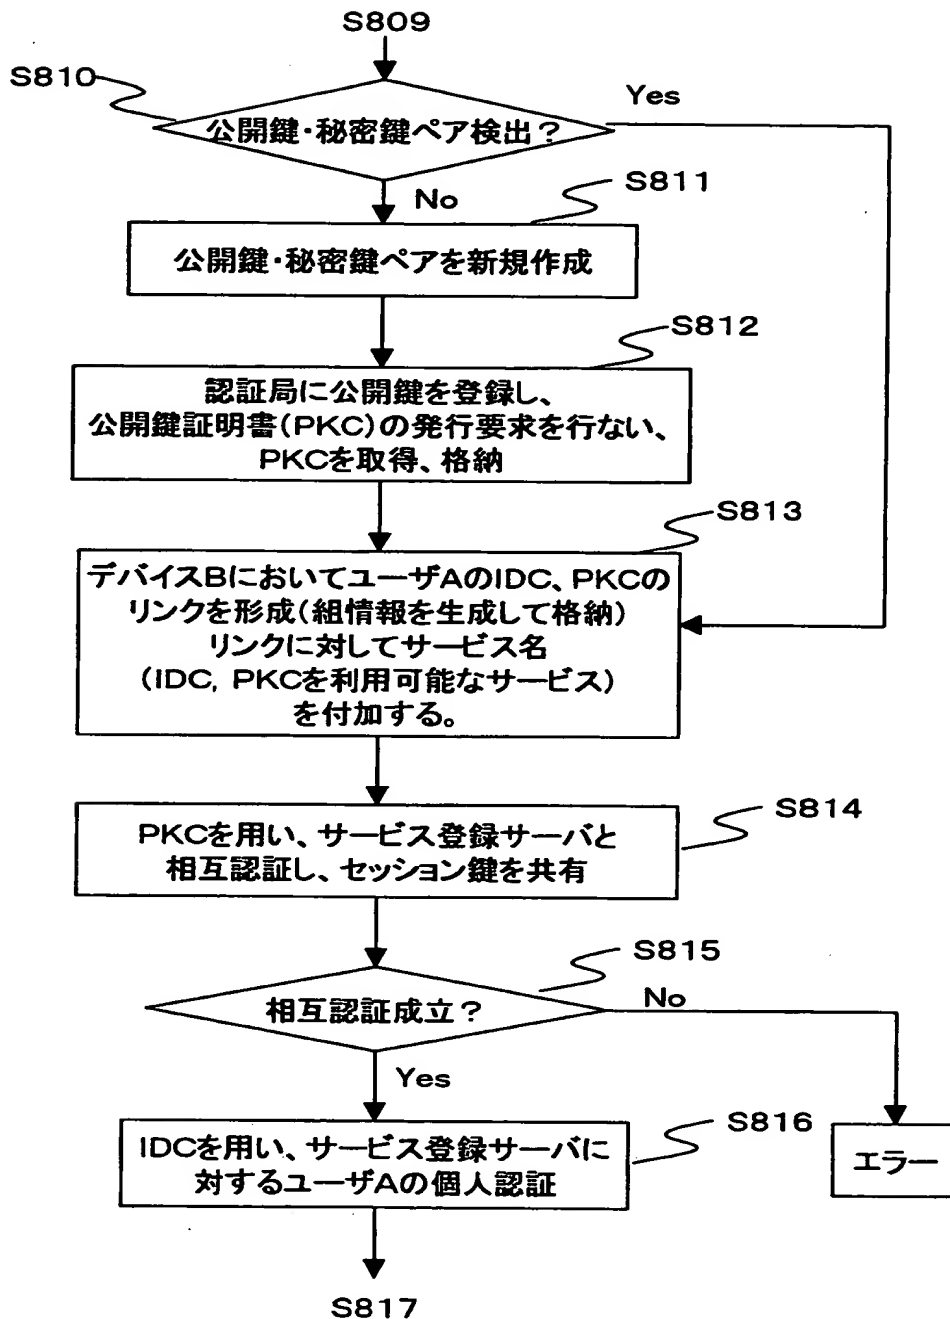 S809
S810
Yes
公開鍵・秘密鍵ペア検出?
No
S811
公開鍵・秘密鍵ペアを新規作成
S812
認証局に公開鍵を登録し、
公開鍵証明書(PKC)の発行要求を行ない、
PKCを取得、格納
S813
デバイスBにおいてユーザAのIDC、PKCの
リンクを形成(組情報を生成して格納)
リンクに対してサービス名
(IDC, PKCを利用可能なサービス)
を付加する。
S814
PKCを用い、サービス登録サーバと
相互認証し、セッション鍵を共有
S815
相互認証成立?
No
Yes
S816
IDCを用い、サービス登録サーバに
対するユーザAの個人認証
エラー
S817